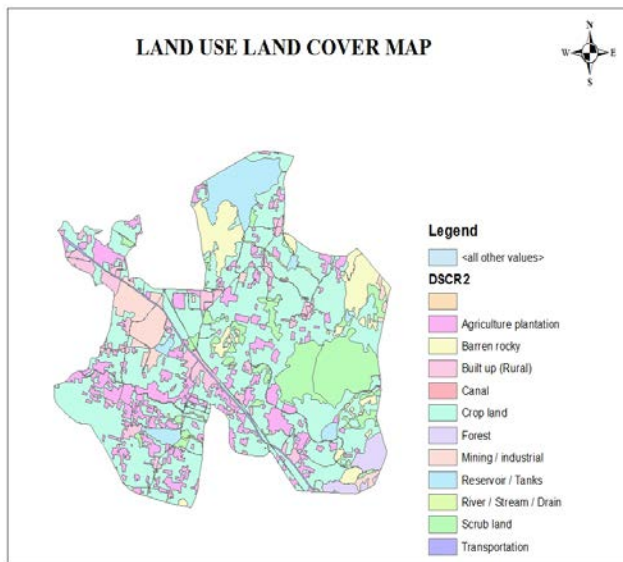 LAND USE LAND COVER MAP
N
W E
S
Legend
<all other values>
DSCR2
Agriculture plantation
Barren rocky
Built up (Rural)
Canal
Crop land
Forest
Mining / industrial
Reservoir / Tanks
River / Stream / Drain
Scrub land
Transportation